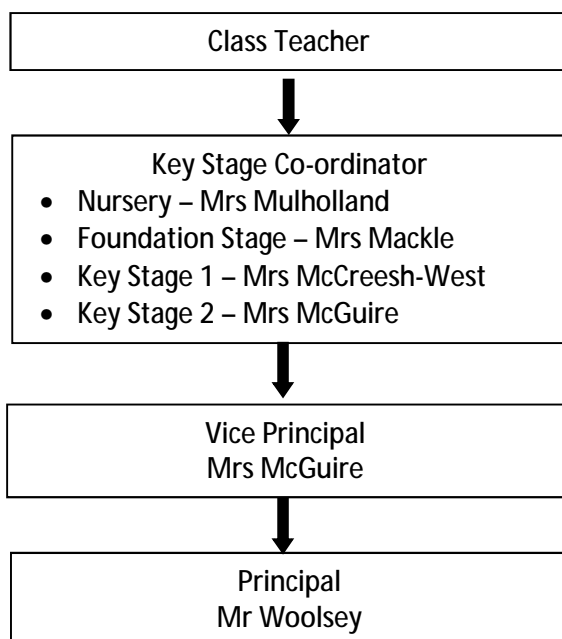 Class Teacher
Key Stage Co-ordinator
• Nursery – Mrs Mulholland
• Foundation Stage – Mrs Mackle
• Key Stage 1 – Mrs McCreesh-West
• Key Stage 2 – Mrs McGuire
Vice Principal
Mrs McGuire
Principal
Mr Woolsey